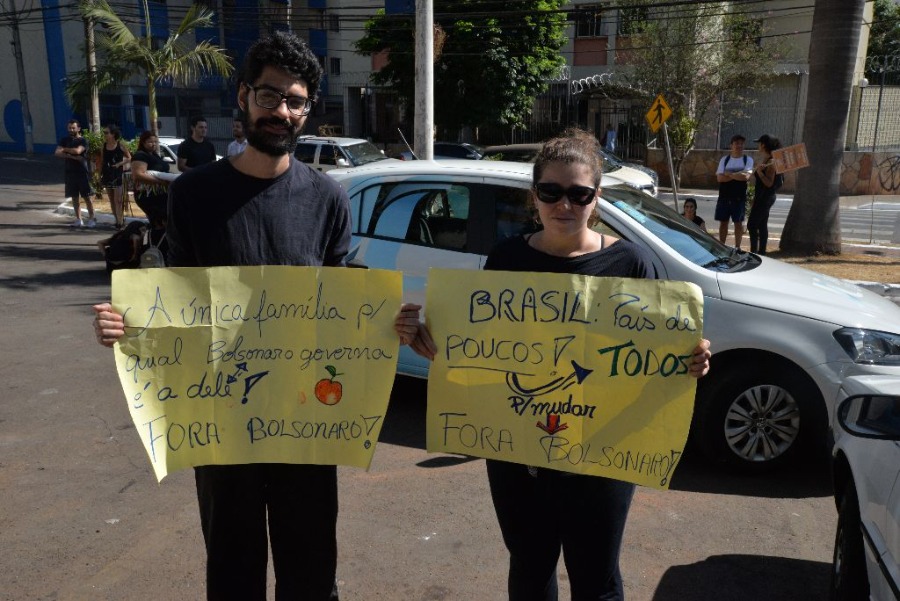 A única família p/
qual Bolsonaro governa
é a dele!
FORA BOLSONARO!
BRASIL: País de
POUCOS! TODOS
p/ mudar
FORA BOLSONARO!